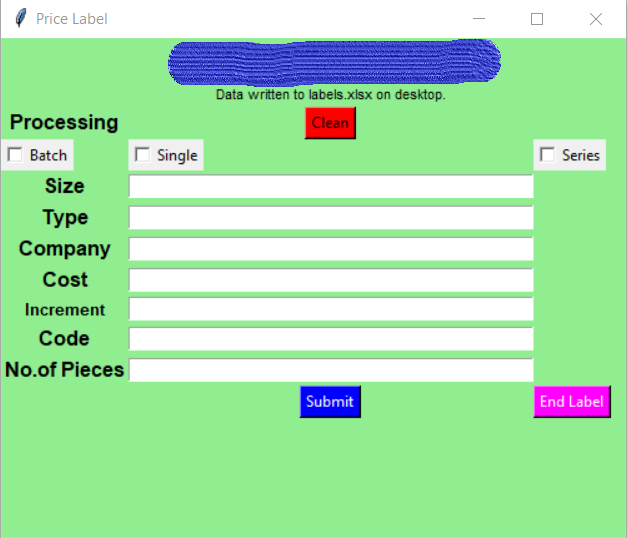 Price Label
Data written to labels.xlsx on desktop.
Processing Clean
Batch Single Series
Size
Type
Company
Cost
Increment
Code
No.of Pieces
Submit End Label